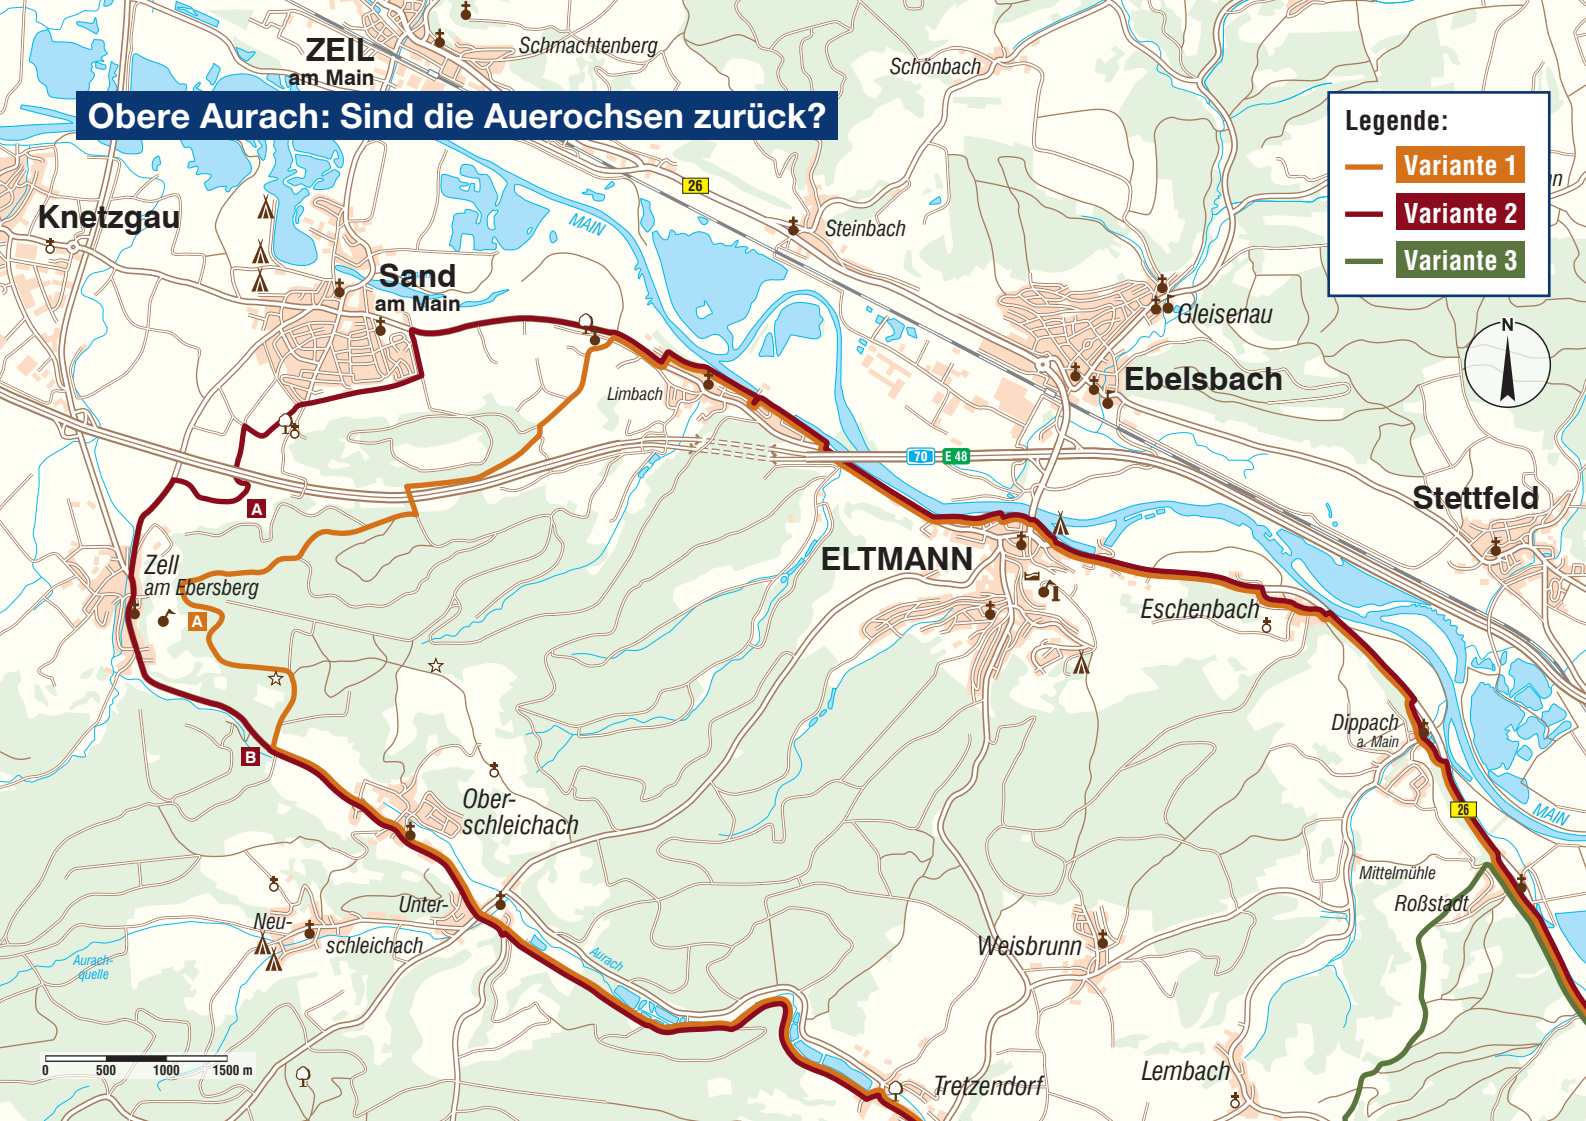 ZEIL
am Main
Schmachtenberg
Schönbach
Obere Aurach: Sind die Auerochsen zurück?
Legende:
Variante 1
Variante 2
Variante 3
26
Knetzgau
MAIN
Steinbach
Sand
am Main
Gleisenau
N
Limbach
Ebelsbach
70
E 48
Stettfeld
A
ELTMANN
Zell
am Ebersberg
A
Eschenbach
Dippach
a. Main
B
Ober-
schleichach
26
MAIN
Mittelmühle
Roßstadt
Unter-
Neu-
schleichach
Weisbrunn
Aurach-
quelle
Aurach
0 500 1000 1500 m
Lembach
Tretzendorf